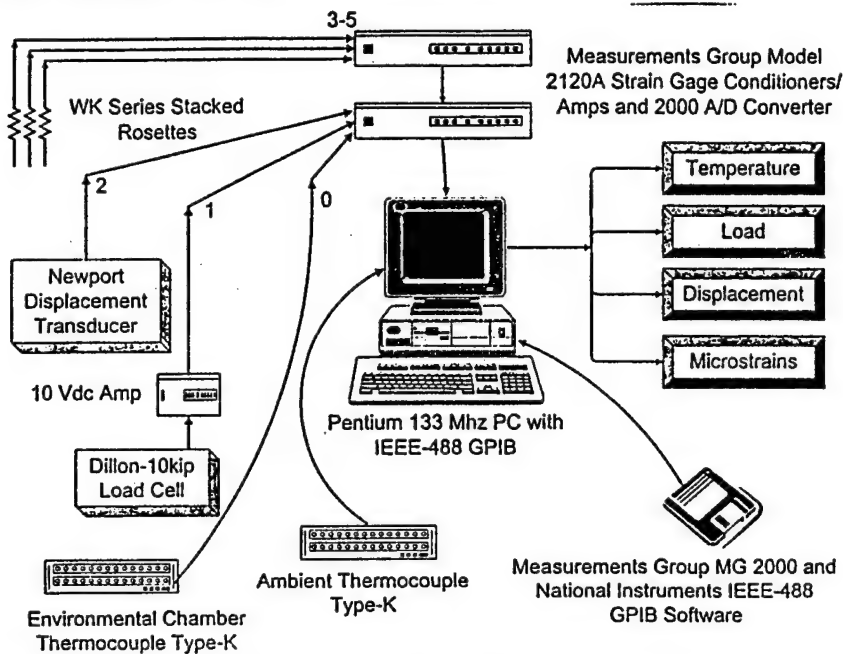 3-5
Measurements Group Model
2120A Strain Gage Conditioners/
Amps and 2000 A/D Converter
WK Series Stacked
Rosettes
2
1
0
Temperature
Load
Displacement
Microstrains
Newport
Displacement
Transducer
10 Vdc Amp
Pentium 133 Mhz PC with
IEEE-488 GPIB
Dillon-10kip
Load Cell
Ambient Thermocouple
Type-K
Measurements Group MG 2000 and
National Instruments IEEE-488
GPIB Software
Environmental Chamber
Thermocouple Type-K